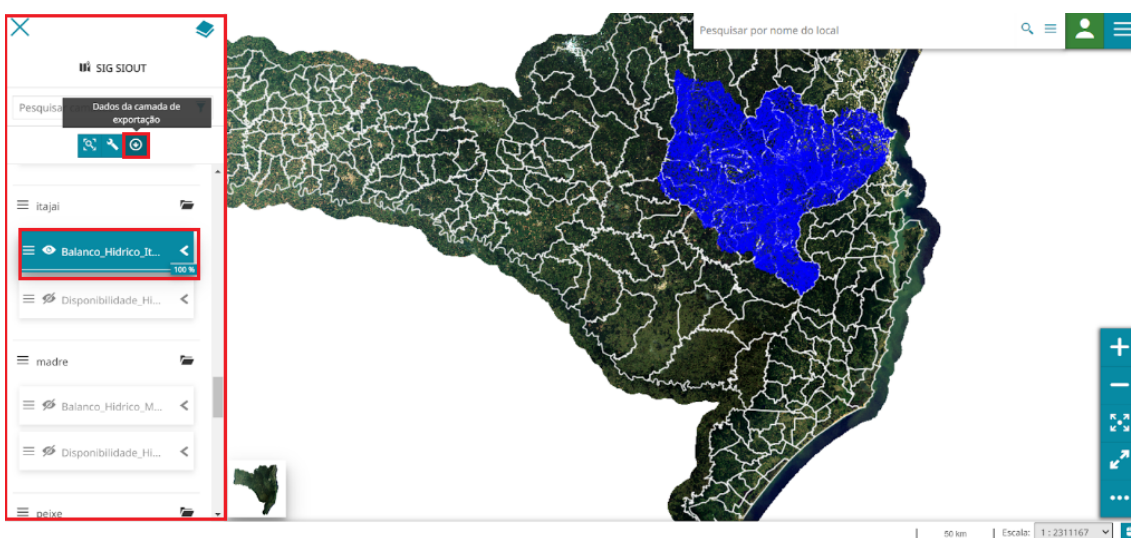 SIG SIOUT
Pesquisa
Dados da camada de
exportação
itajai
Balanco_Hidrico_It...
100 %
Disponibilidade_Hi...
madre
Balanco_Hidrico_M...
Disponibilidade_Hi...
peixe
Pesquisar por nome do local
50 km
Escala:
1 : 2311167